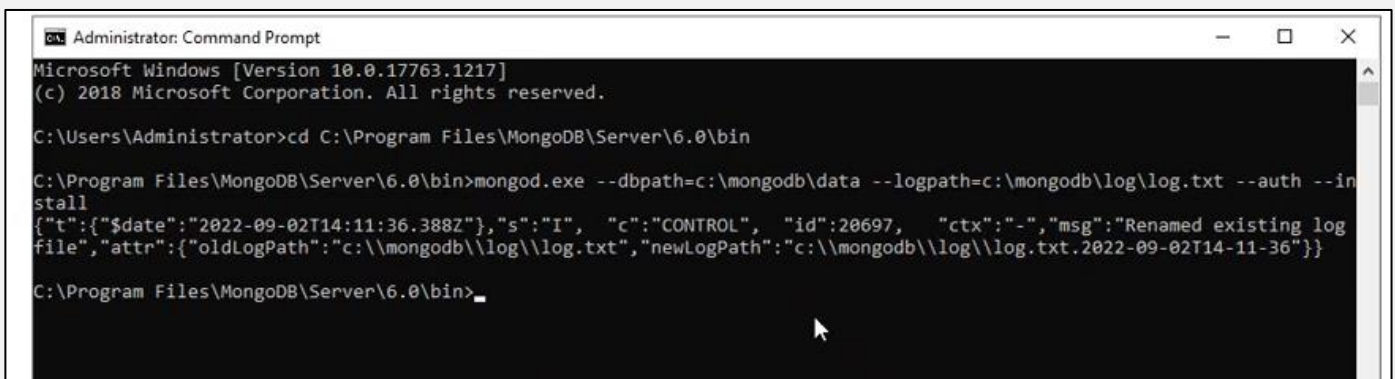 Administrator: Command Prompt
Microsoft Windows [Version 10.0.17763.1217]
(c) 2018 Microsoft Corporation. All rights reserved.
C:\Users\Administrator>cd C:\Program Files\MongoDB\Server\6.0\bin
C:\Program Files\MongoDB\Server\6.0\bin>mongod.exe --dbpath=c:\mongodb\data --logpath=c:\mongodb\log\log.txt --auth --in
stall
{"t":{"$date":"2022-09-02T14:11:36.388Z"},"s":"I",  "c":"CONTROL",  "id":20697,   "ctx":"-","msg":"Renamed existing log
file","attr":{"oldLogPath":"c:\\mongodb\\log\\log.txt","newLogPath":"c:\\mongodb\\log\\log.txt.2022-09-02T14-11-36"}}
C:\Program Files\MongoDB\Server\6.0\bin>